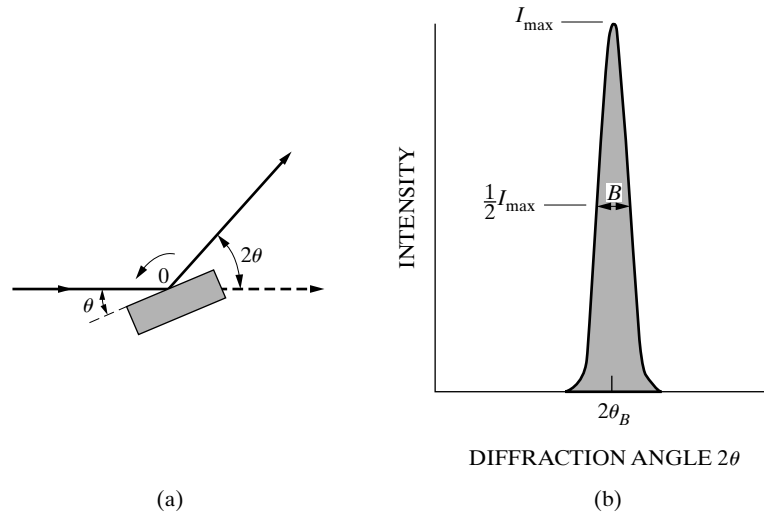 0
2θ
θ
(a)
I_max
½I_max
B
INTENSITY
2θ_B
DIFFRACTION ANGLE 2θ
(b)